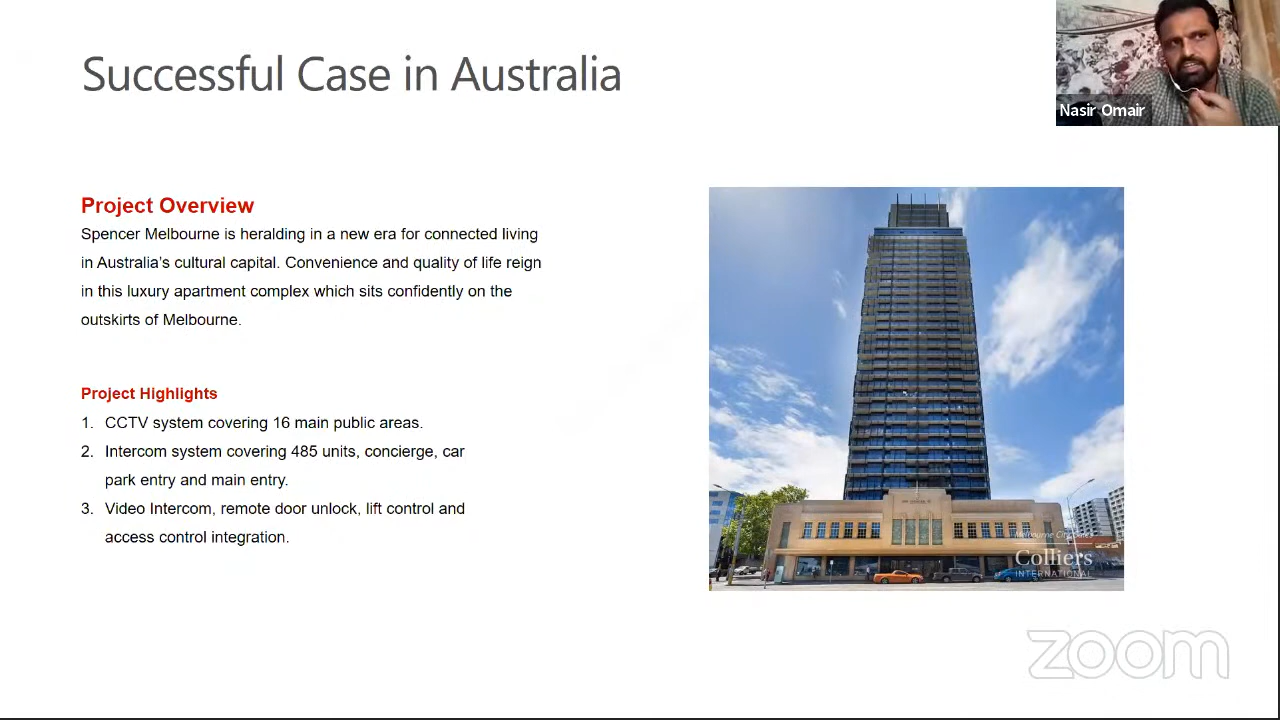 Successful Case in Australia
Nasir Omair
Project Overview
Spencer Melbourne is heralding in a new era for connected living
in Australia's cultural capital. Convenience and quality of life reign
in this luxury apartment complex which sits confidently on the
outskirts of Melbourne.
Project Highlights
1. CCTV system covering 16 main public areas.
2. Intercom system covering 485 units, concierge, car
park entry and main entry.
3. Video Intercom, remote door unlock, lift control and
access control integration.
Melbourne City Sales
Colliers
INTERNATIONAL
zoom